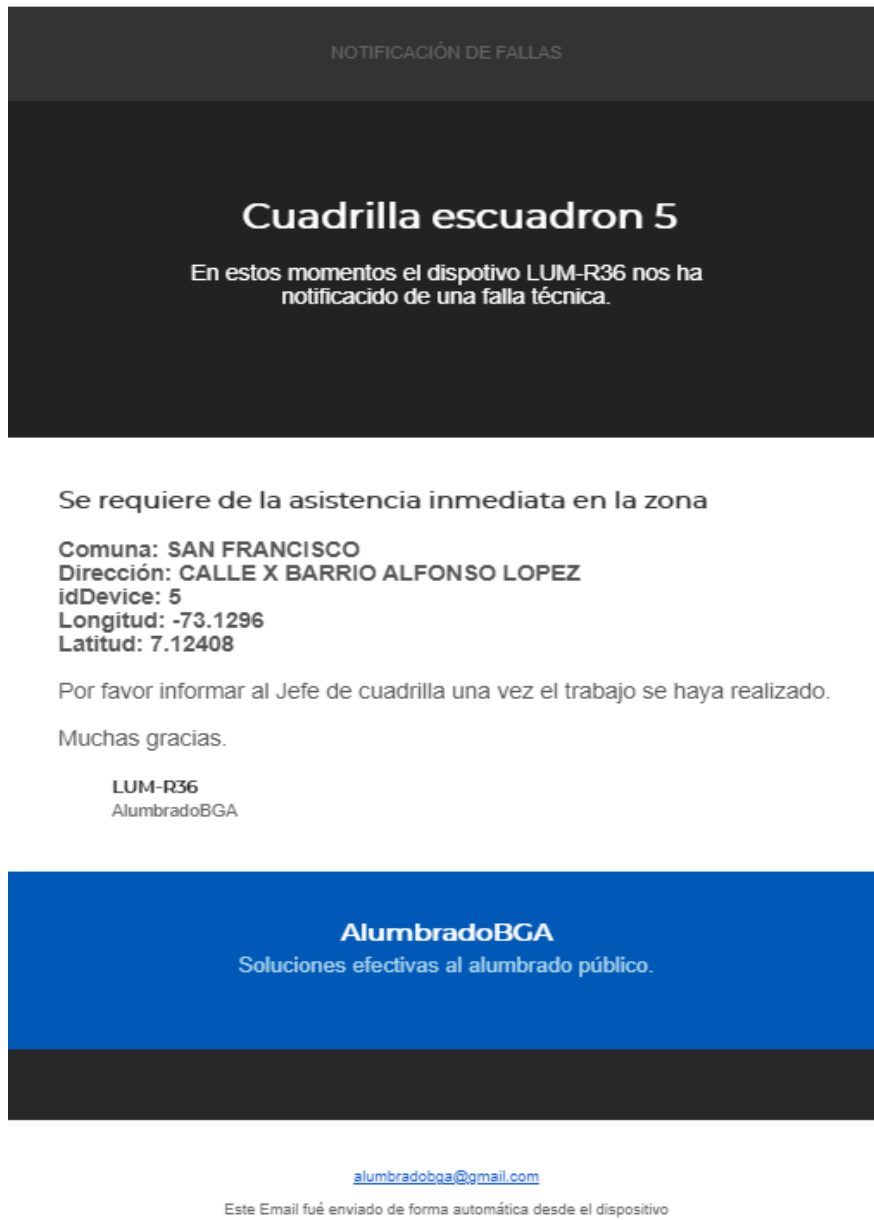 NOTIFICACIÓN DE FALLAS
Cuadrilla escuadron 5
En estos momentos el dispotivo LUM-R36 nos ha
notificacido de una falla técnica.
Se requiere de la asistencia inmediata en la zona
Comuna: SAN FRANCISCO
Dirección: CALLE X BARRIO ALFONSO LOPEZ
idDevice: 5
Longitud: -73.1296
Latitud: 7.12408
Por favor informar al Jefe de cuadrilla una vez el trabajo se haya realizado.
Muchas gracias.
LUM-R36
AlumbradoBGA
AlumbradoBGA
Soluciones efectivas al alumbrado público.
alumbradobga@gmail.com
Este Email fué enviado de forma automática desde el dispositivo